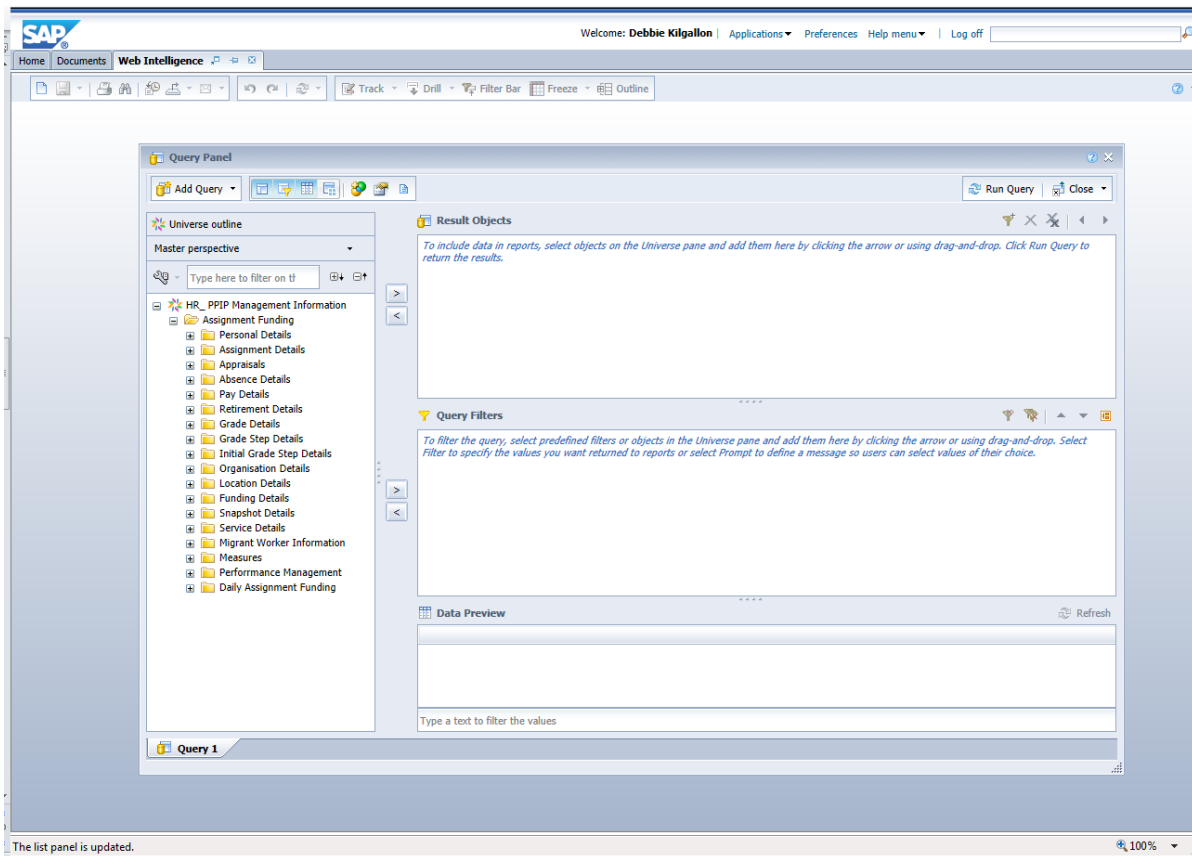 SAP®
Welcome: Debbie Kilgallon | Applications Preferences Help menu | Log off
Home Documents Web Intelligence
Track Drill Filter Bar Freeze Outline
Query Panel
Add Query Run Query Close
Universe outline
Master perspective
Type here to filter on th
HR_ PPIP Management Information
Assignment Funding
Personal Details
Assignment Details
Appraisals
Absence Details
Pay Details
Retirement Details
Grade Details
Grade Step Details
Initial Grade Step Details
Organisation Details
Location Details
Funding Details
Snapshot Details
Service Details
Migrant Worker Information
Measures
Perforrmance Management
Daily Assignment Funding
>
<
>
<
Result Objects
To include data in reports, select objects on the Universe pane and add them here by clicking the arrow or using drag-and-drop. Click Run Query to
return the results.
Query Filters
To filter the query, select predefined filters or objects in the Universe pane and add them here by clicking the arrow or using drag-and-drop. Select
Filter to specify the values you want returned to reports or select Prompt to define a message so users can select values of their choice.
Data Preview Refresh
Type a text to filter the values
Query 1
The list panel is updated. 100%